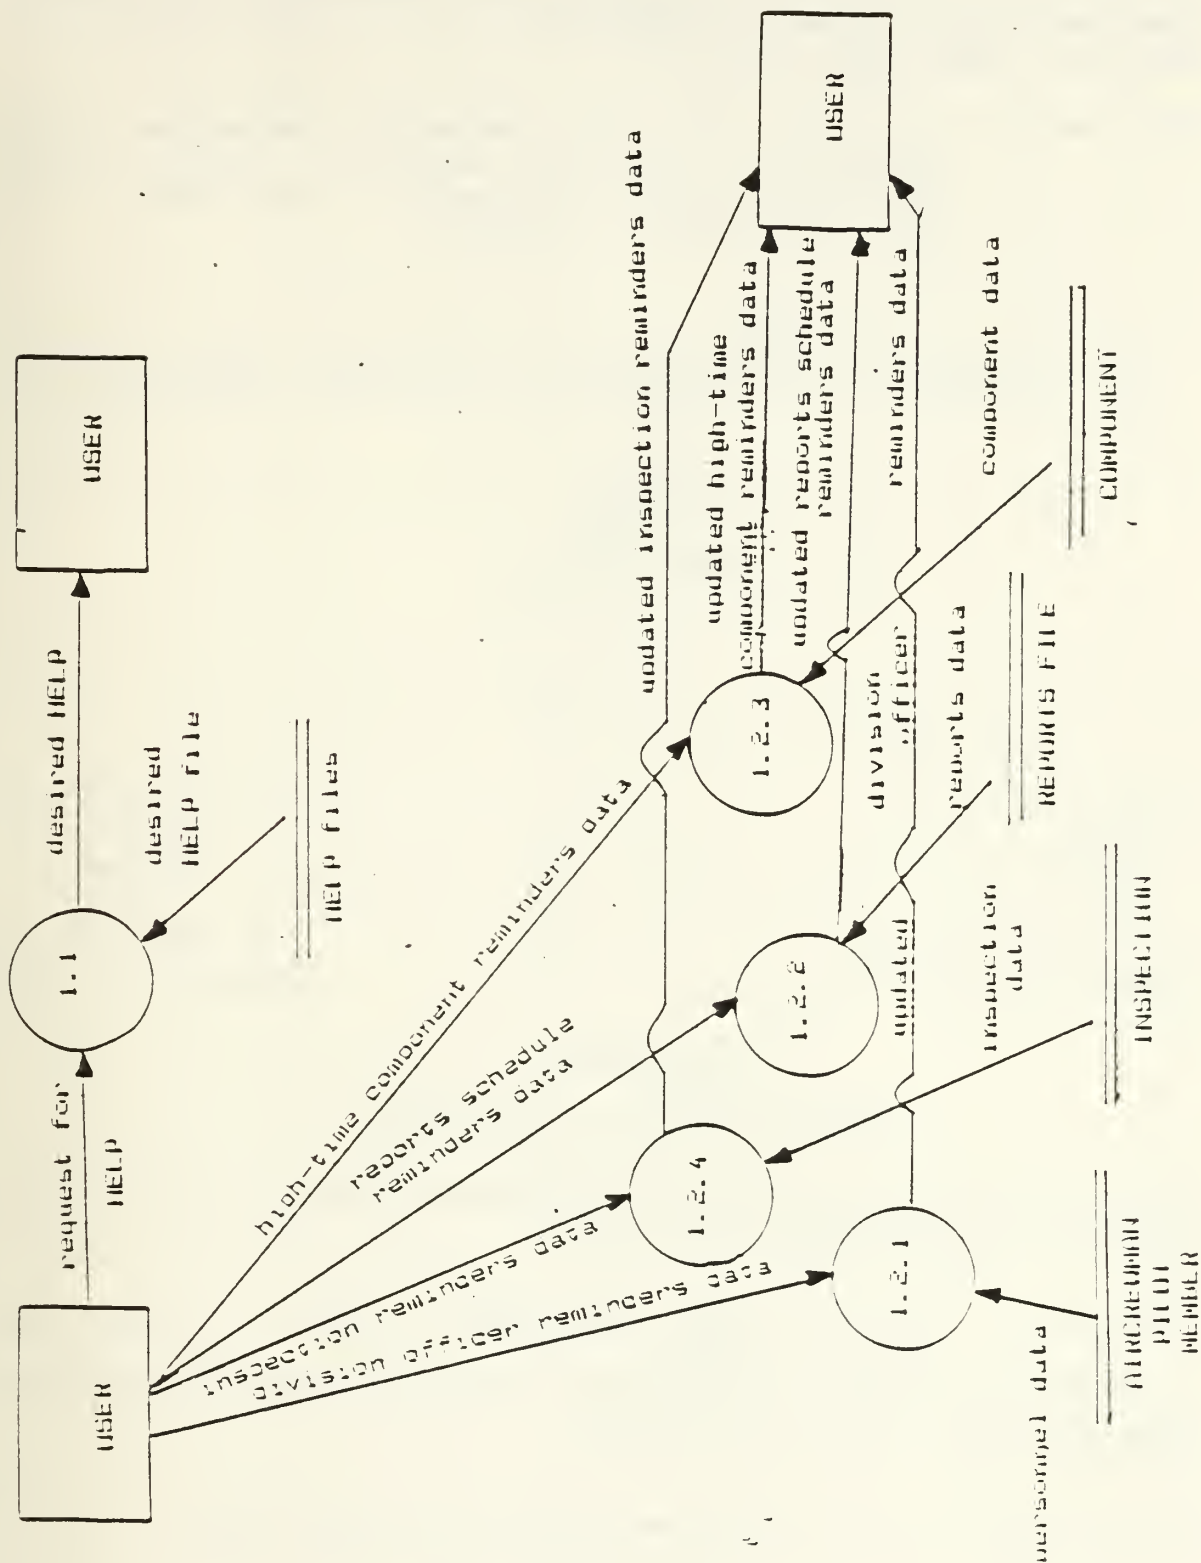 USER
request for
HELP
1.1
desired HELP
USER
desired
HELP file
HELP files
high-time component reminders data
reports schedule
reminders data
inspection reminders data
division officer reminders data
1.2.3
1.2.2
1.2.4
1.2.1
updated inspection reminders data
updated high-time
component reminders data
updated reports schedule
reminders data
updated
division
officer
reminders data
USER
component data
COMPONENT
reports data
REPORTS FILE
inspection
data
INSPECTION
personnel data
AIRCREWMAN
PILOT
MEMBER